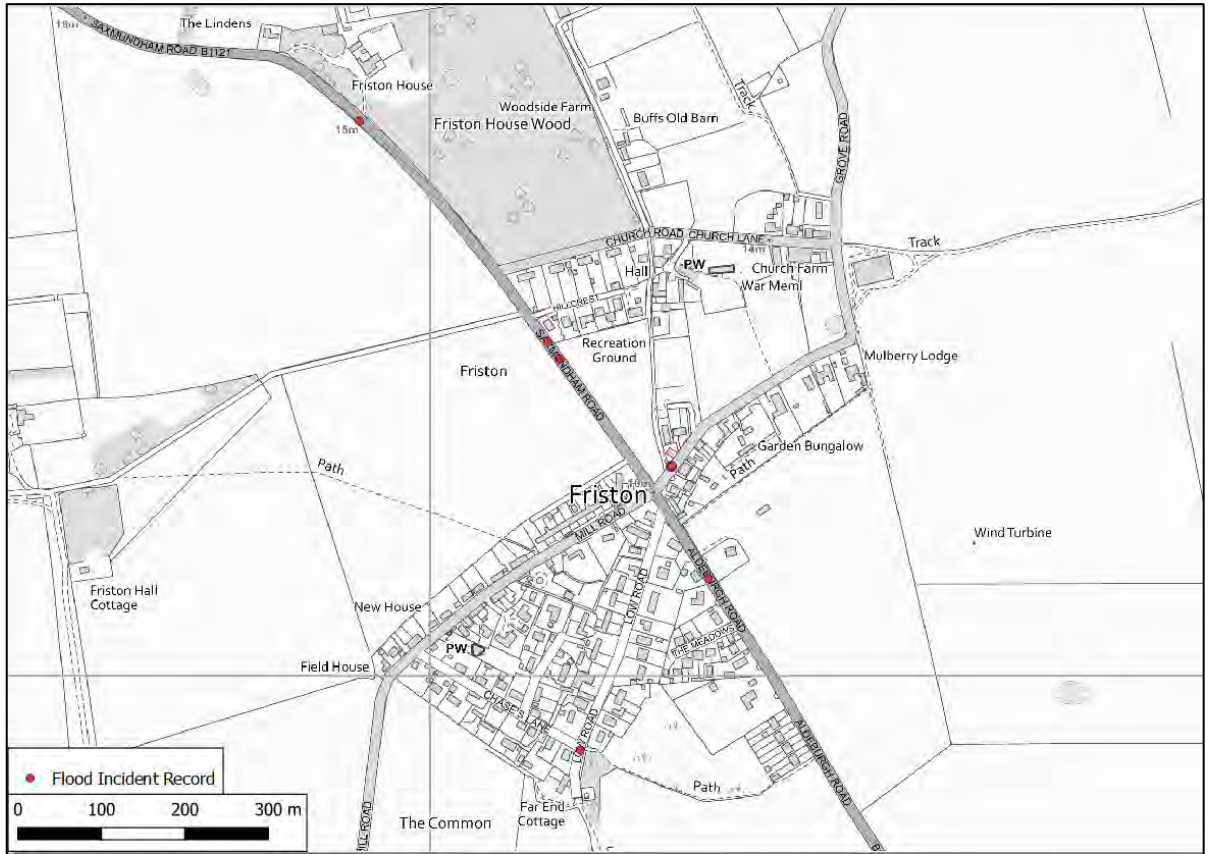 The Lindens
19m
SAXMUNDHAM ROAD B1121
Friston House
15m
Woodside Farm
Friston House Wood
Buffs Old Barn
Track
GROVE ROAD
CHURCH ROAD
CHURCH LANE
14m
Track
Hall
PW
Church Farm
War Meml
HILLCREST
SAXMUNDHAM ROAD
Recreation
Ground
Friston
Mulberry Lodge
Garden Bungalow
Path
Path
Friston
MILL ROAD
Wind Turbine
ALDEBURGH ROAD
LOW ROAD
Friston Hall
Cottage
New House
THE MEADOWS
PW
Field House
CHASE'S LANE
LOW ROAD
ALDEBURGH ROAD
Path
Far End
Cottage
The Common
MILL ROAD
Flood Incident Record
0 100 200 300 m